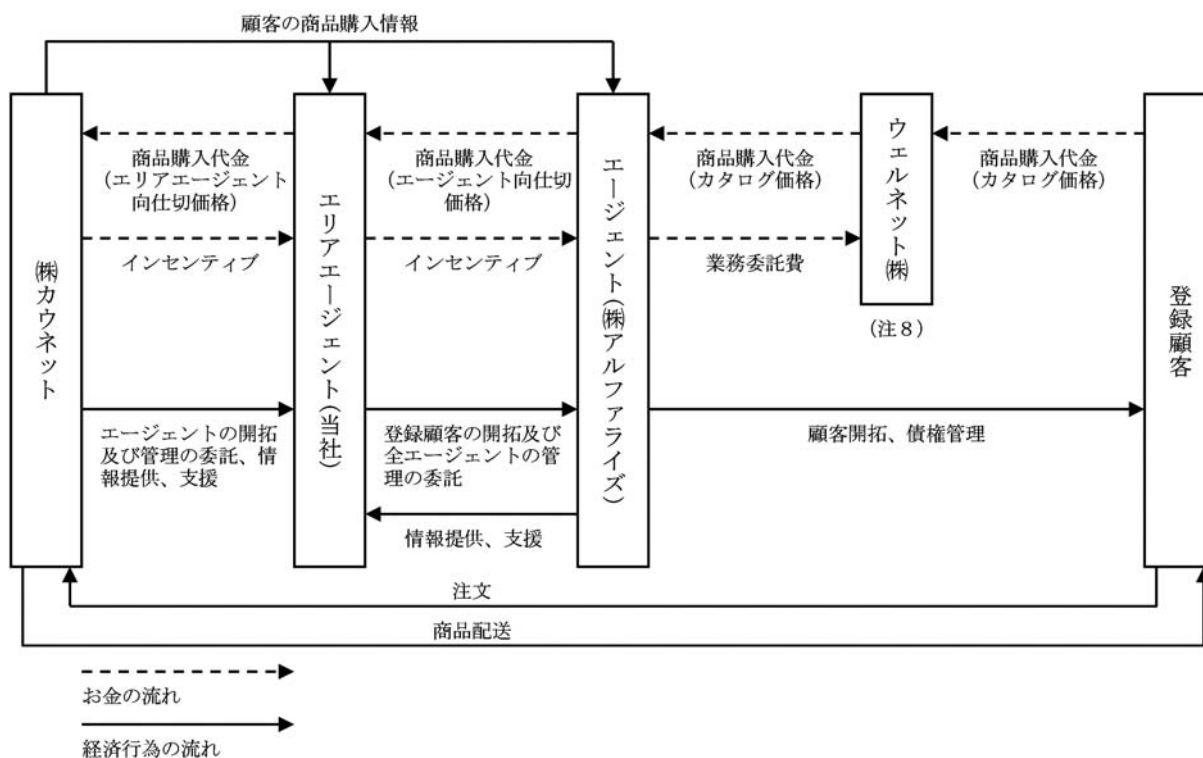 顧客の商品購入情報
㈱カウネット
エリアエージェント(当社)
エージェント(㈱アルファライズ)
ウェルネット㈱
(注8)
登録顧客
商品購入代金
(エリアエージェント
向仕切価格)
商品購入代金
(エージェント向仕切
価格)
商品購入代金
(カタログ価格)
商品購入代金
(カタログ価格)
インセンティブ
インセンティブ
業務委託費
エージェントの開拓
及び管理の委託、情
報提供、支援
登録顧客の開拓及び
全エージェントの管
理の委託
顧客開拓、債権管理
情報提供、支援
注文
商品配送
お金の流れ
経済行為の流れ